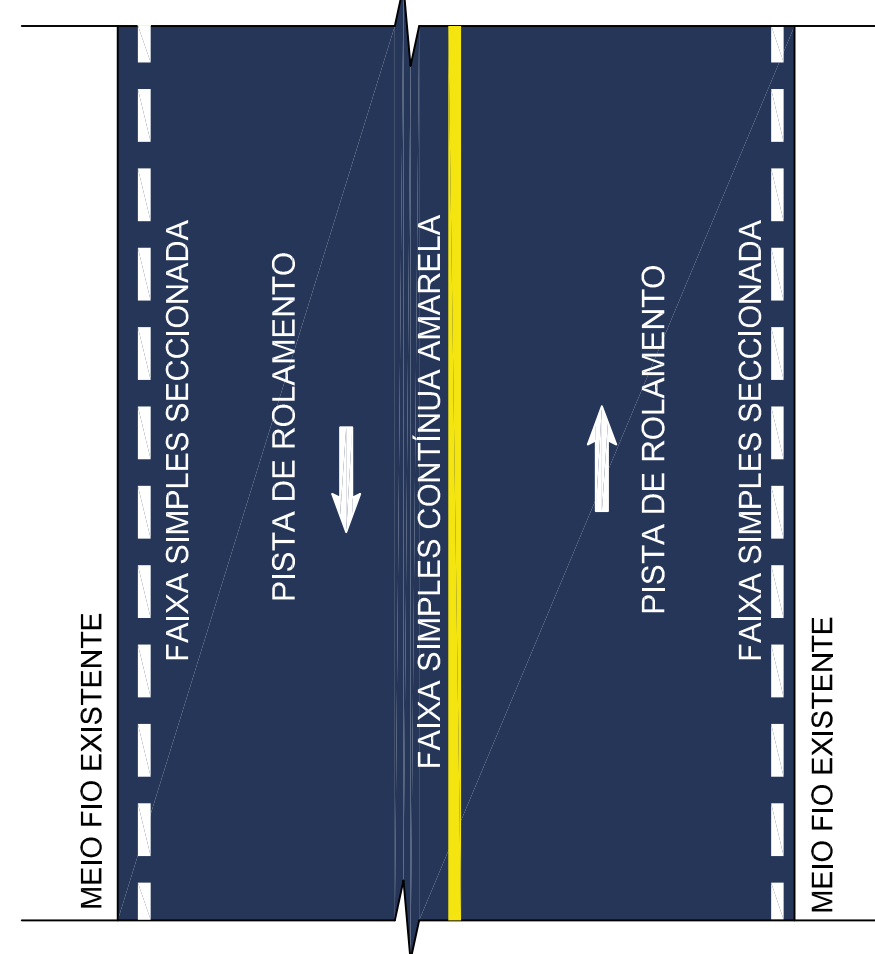 MEIO FIO EXISTENTE
FAIXA SIMPLES SECCIONADA
PISTA DE ROLAMENTO
FAIXA SIMPLES CONTÍNUA AMARELA
PISTA DE ROLAMENTO
FAIXA SIMPLES SECCIONADA
MEIO FIO EXISTENTE